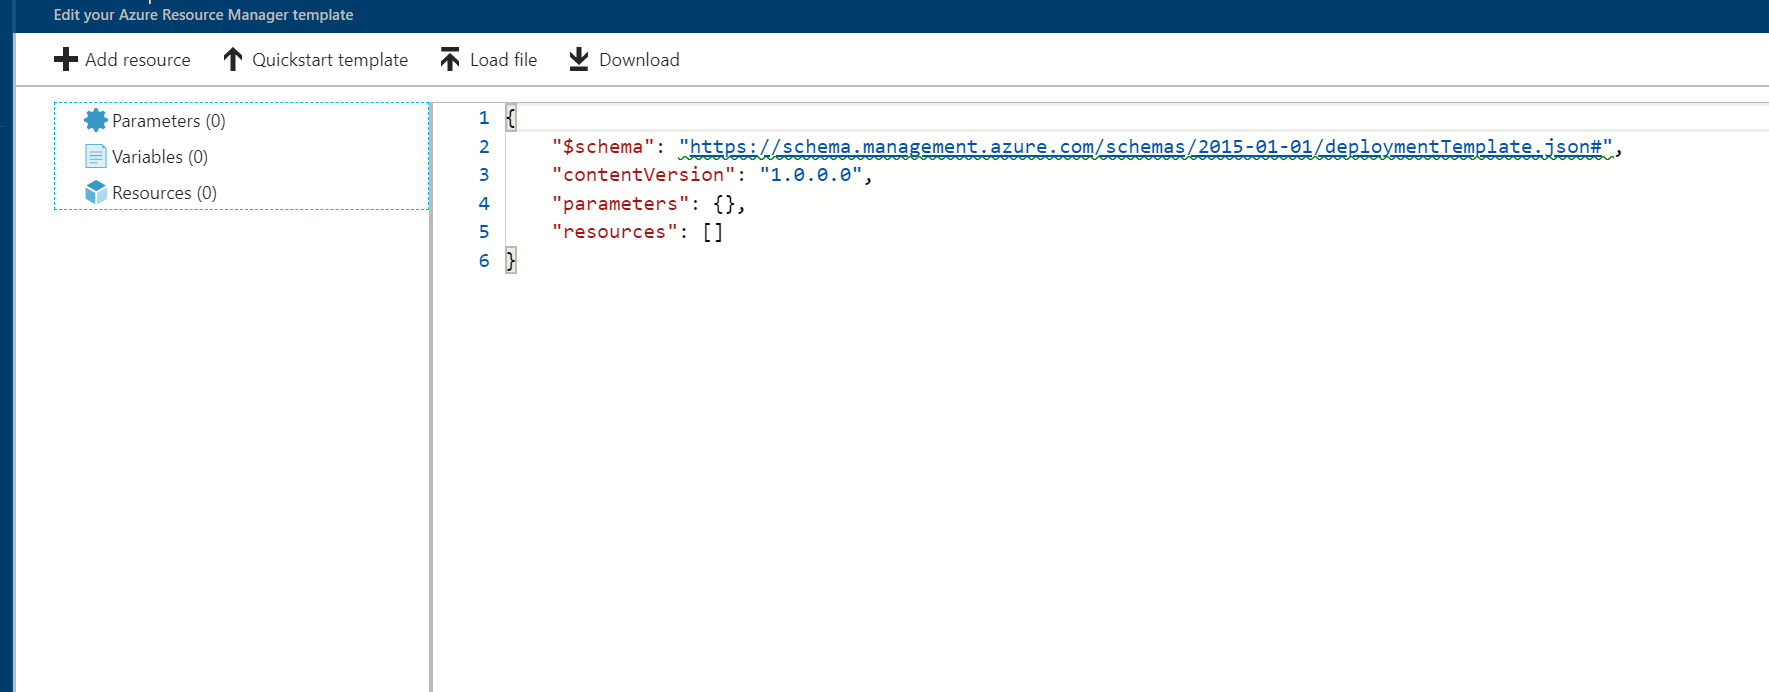 Edit your Azure Resource Manager template
Add resource Quickstart template Load file Download
Parameters (0)
Variables (0)
Resources (0)
1 {
2 "$schema": "https://schema.management.azure.com/schemas/2015-01-01/deploymentTemplate.json#",
3 "contentVersion": "1.0.0.0",
4 "parameters": {},
5 "resources": []
6 }